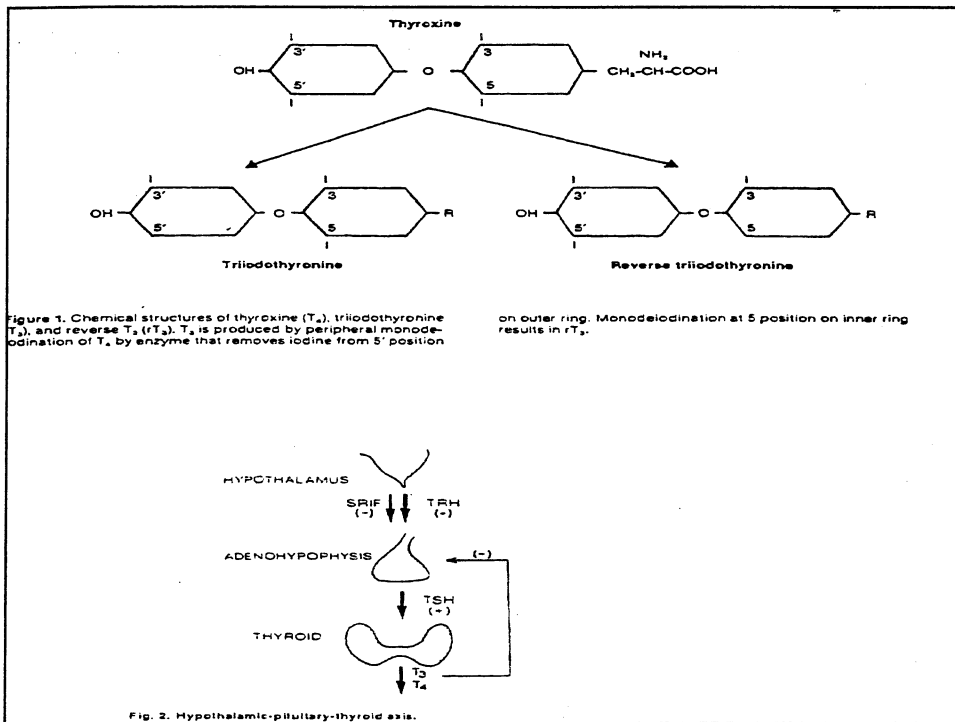 Thyroxine
I I
3' 3 NH₂
OH O CH₂-CH-COOH
5' 5
I I
I I I
3' 3 3' 3
OH O R OH O R
5' 5 5' 5
I I I
Triiodothyronine Reverse triiodothyronine
Figure 1. Chemical structures of thyroxine (T₄), triiodothyronine
T₃), and reverse T₃ (rT₃). T₃ is produced by peripheral monode-
odination of T₄ by enzyme that removes iodine from 5' position
on outer ring. Monodeiodination at 5 position on inner ring
results in rT₃.
HYPOTHALAMUS
SRIF TRH
(-) (+)
ADENOHYPOPHYSIS (-)
TSH
(+)
THYROID
T3
T4
Fig. 2. Hypothalamic-pituitary-thyroid axis.